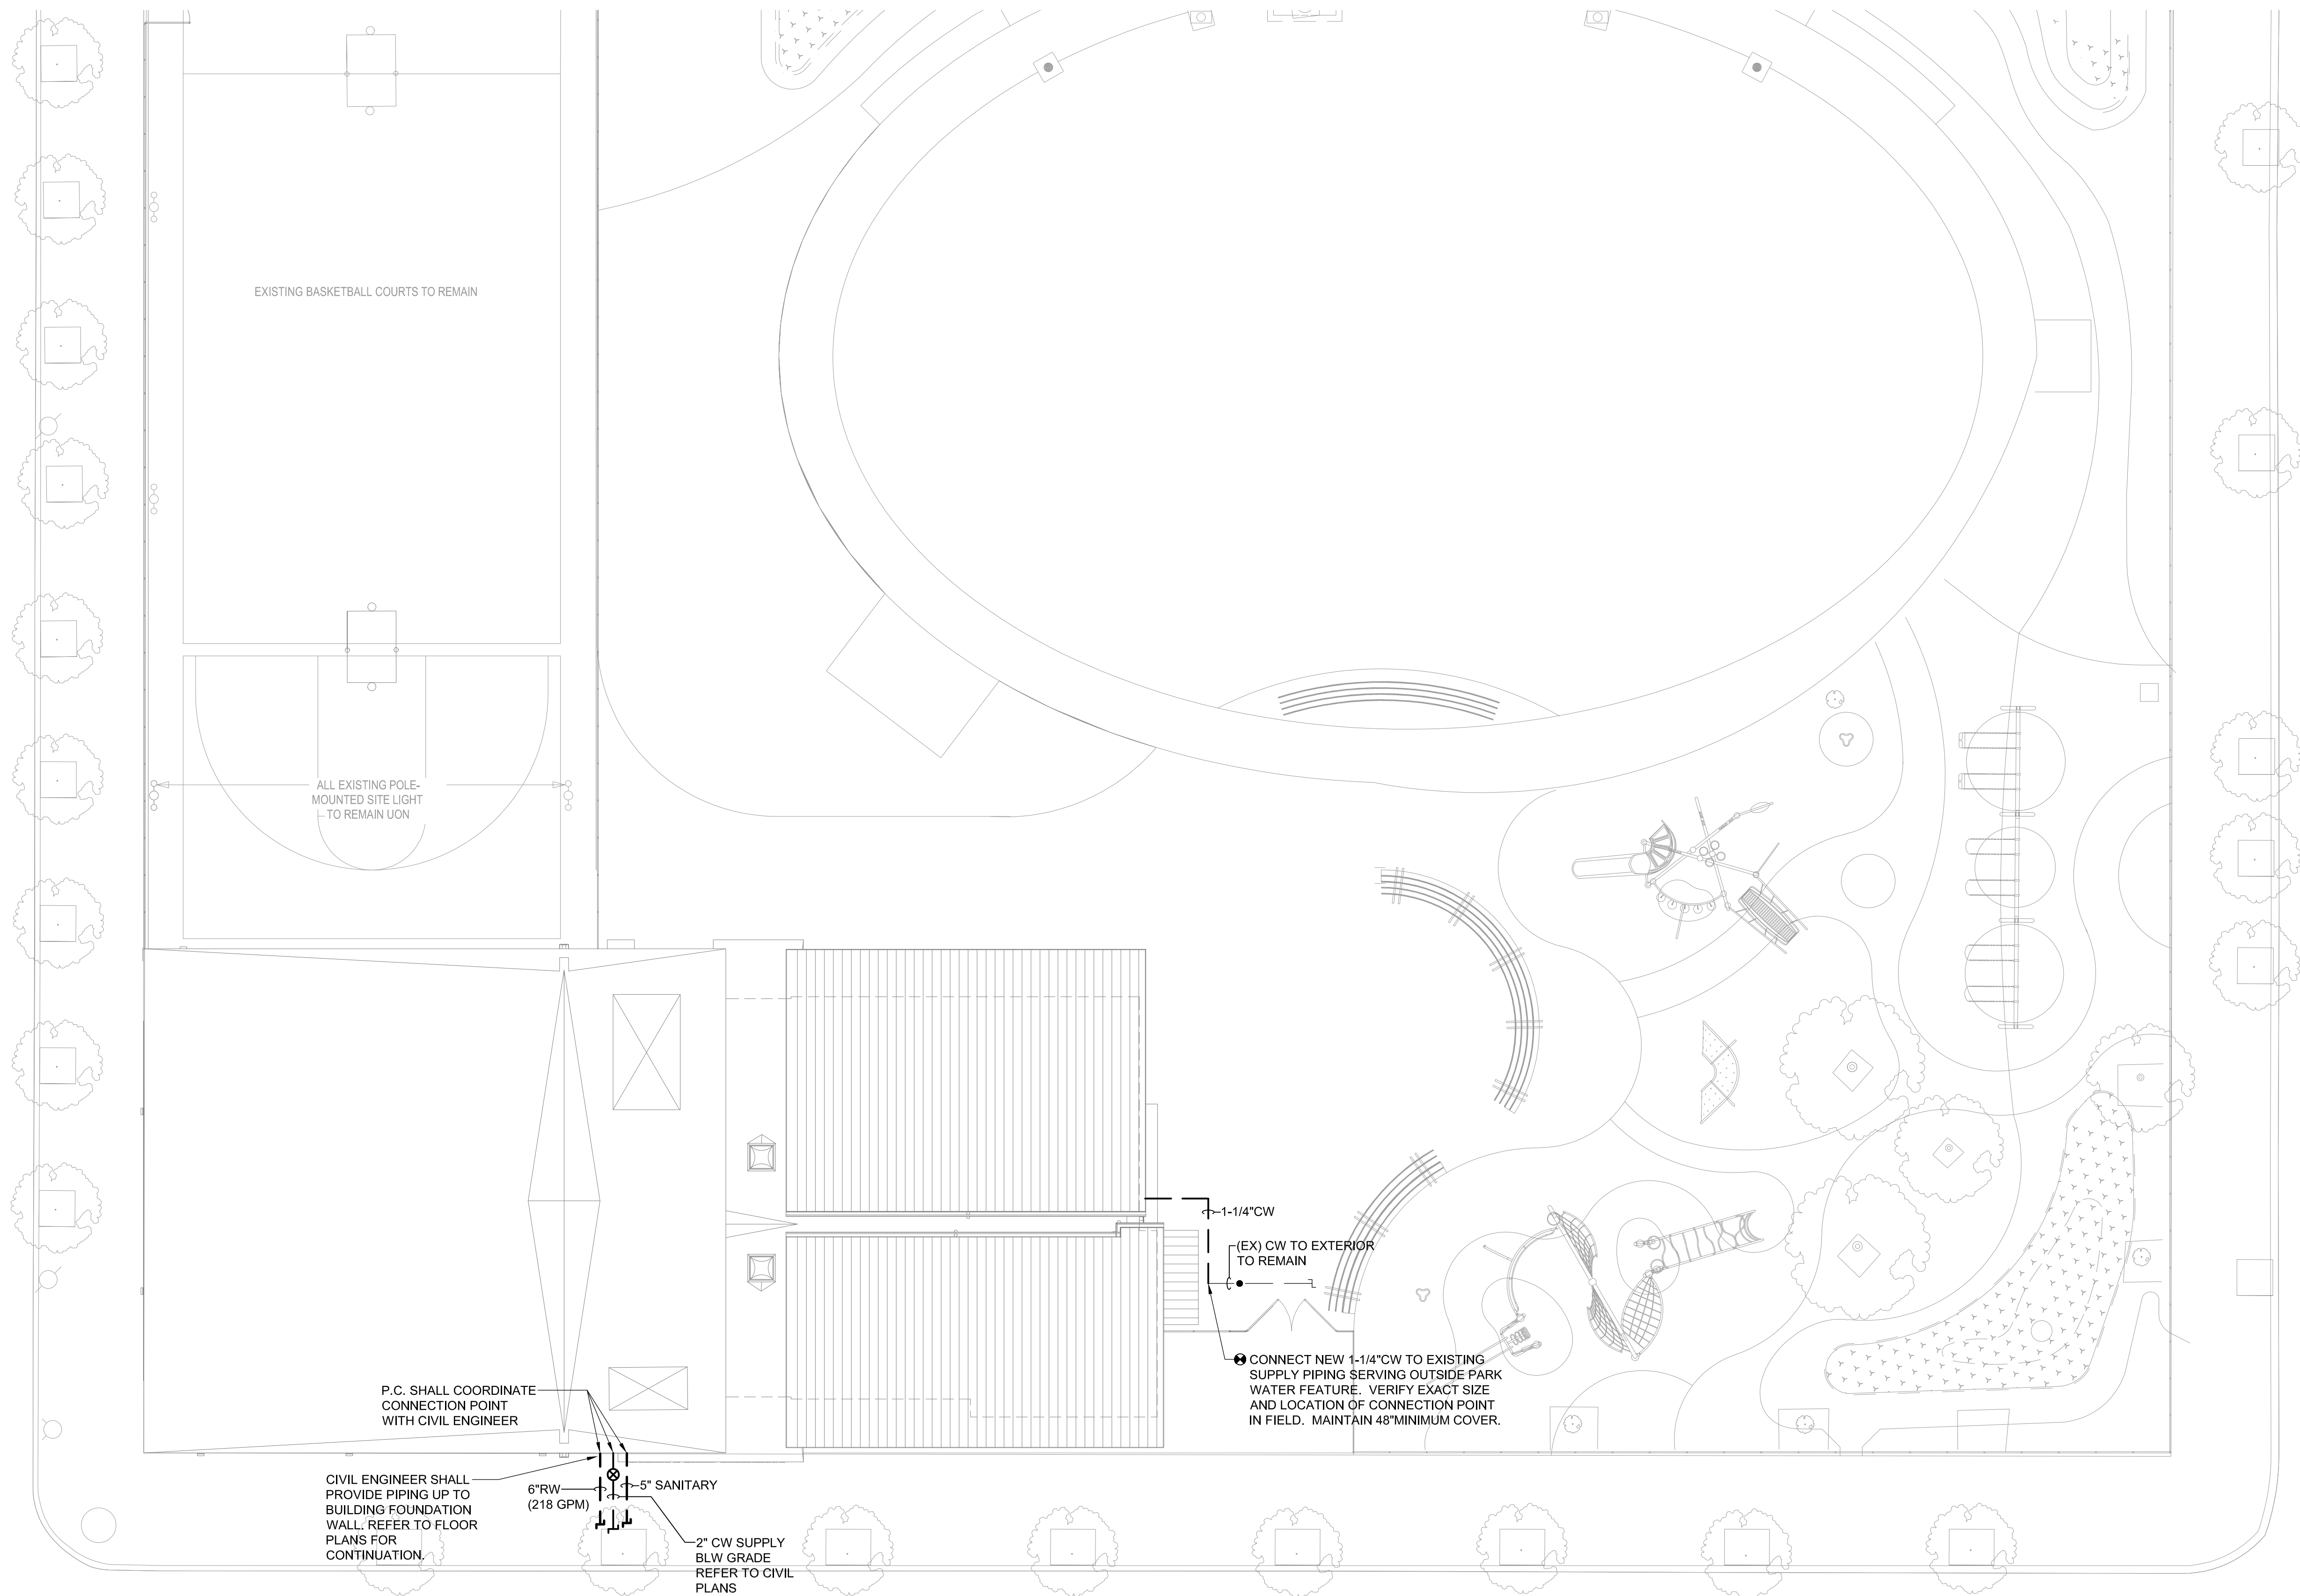 EXISTING BASKETBALL COURTS TO REMAIN
ALL EXISTING POLE-
MOUNTED SITE LIGHT
TO REMAIN UON
1-1/4"CW
(EX) CW TO EXTERIOR
TO REMAIN
CONNECT NEW 1-1/4"CW TO EXISTING
SUPPLY PIPING SERVING OUTSIDE PARK
WATER FEATURE. VERIFY EXACT SIZE
AND LOCATION OF CONNECTION POINT
IN FIELD. MAINTAIN 48"MINIMUM COVER.
P.C. SHALL COORDINATE
CONNECTION POINT
WITH CIVIL ENGINEER
CIVIL ENGINEER SHALL
PROVIDE PIPING UP TO
BUILDING FOUNDATION
WALL. REFER TO FLOOR
PLANS FOR
CONTINUATION.
6"RW
(218 GPM)
5" SANITARY
2" CW SUPPLY
BLW GRADE
REFER TO CIVIL
PLANS